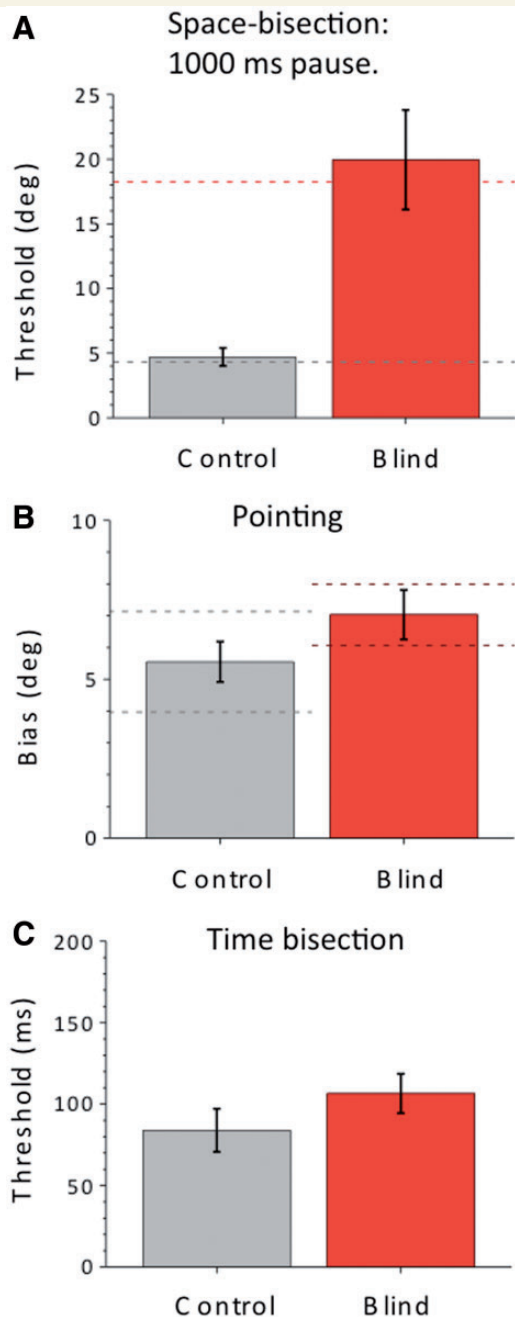 A
Space-bisection:
1000 ms pause.
Threshold (deg)
25
20
15
10
5
0
Control
Blind
B
Pointing
Bias (deg)
10
5
0
Control
Blind
C
Time bisection
Threshold (ms)
200
150
100
50
0
Control
Blind